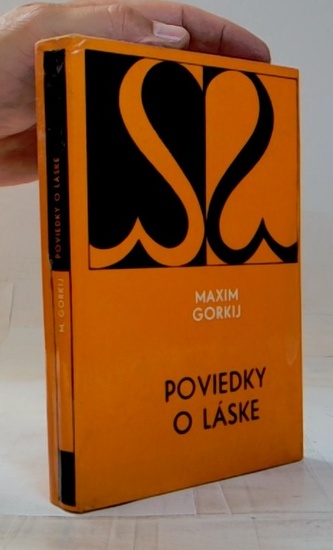 MAXIM
GORKIJ
POVIEDKY
O LÁSKE
M. GORKIJ POVIEDKY O LÁSKE